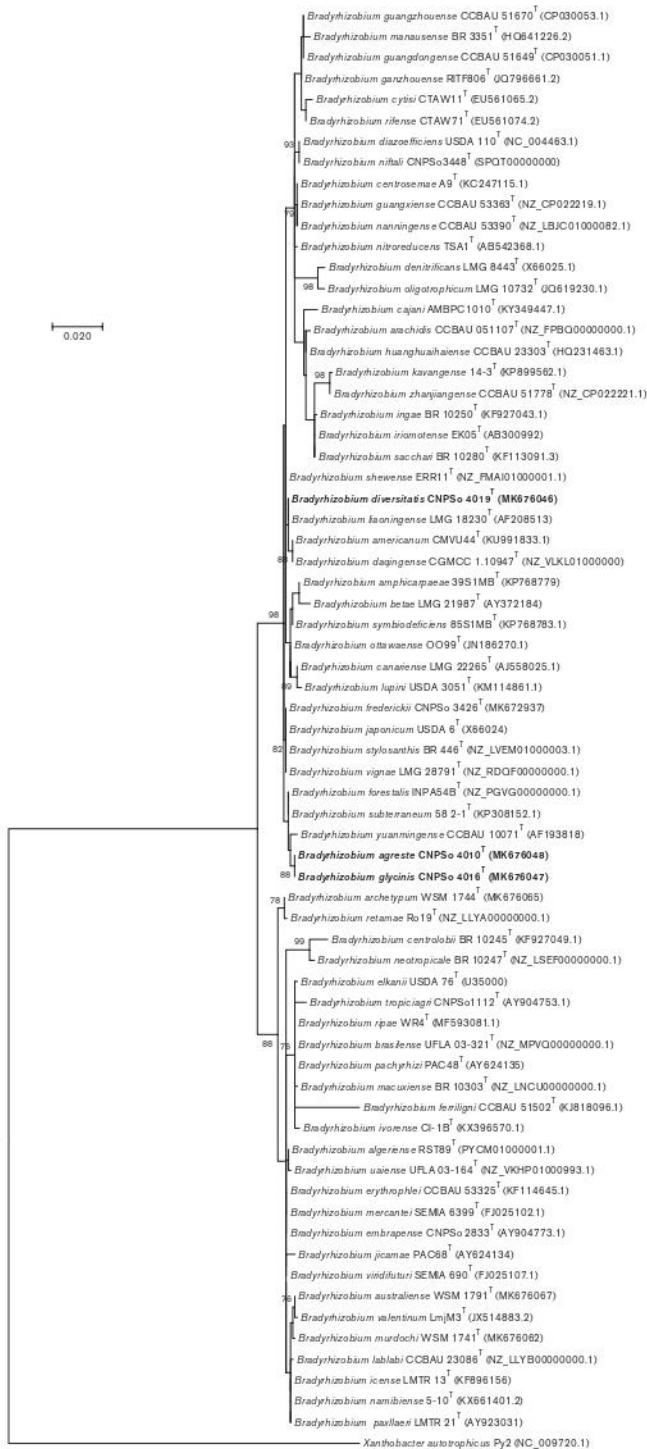 Bradyrhizobium guangzhouense CCBAU 51670T (CP030053.1)
Bradyrhizobium manausense BR 3351T (HQ641226.2)
Bradyrhizobium guangdongense CCBAU 51649T (CP030051.1)
Bradyrhizobium ganzhouense RITF806T (JQ796661.2)
Bradyrhizobium cytisi CTAW11T (EU561065.2)
Bradyrhizobium rifense CTAW71T (EU561074.2)
93
Bradyrhizobium diazoefficiens USDA 110T (NC_004463.1)
Bradyrhizobium niftali CNPSo3448T (SPQT00000000)
Bradyrhizobium centrosemae A9T (KC247115.1)
Bradyrhizobium guangxiense CCBAU 53363T (NZ_CP022219.1)
79
Bradyrhizobium nanningense CCBAU 53390T (NZ_LBJC01000082.1)
Bradyrhizobium nitroreducens TSA1T (AB542368.1)
Bradyrhizobium denitrificans LMG 8443T (X66025.1)
98
Bradyrhizobium oligotrophicum LMG 10732T (JQ619230.1)
Bradyrhizobium cajani AMBPC1010T (KY349447.1)
0.020
Bradyrhizobium arachidis CCBAU 051107T (NZ_FPBQ00000000.1)
Bradyrhizobium huanghuaihaiense CCBAU 23303T (HQ231463.1)
98
Bradyrhizobium kavangense 14-3T (KP899562.1)
Bradyrhizobium zhanjiangense CCBAU 51778T (NZ_CP022221.1)
Bradyrhizobium ingae BR 10250T (KF927043.1)
Bradyrhizobium iriomotense EK05T (AB300992)
Bradyrhizobium sacchari BR 10280T (KF113091.3)
Bradyrhizobium shewense ERR11T (NZ_FMAI01000001.1)
Bradyrhizobium diversitatis CNPSo 4019T (MK676046)
Bradyrhizobium liaoningense LMG 18230T (AF208513)
Bradyrhizobium americanum CMVU44T (KU991833.1)
Bradyrhizobium daqingense CGMCC 1.10947T (NZ_VLKL01000000)
Bradyrhizobium amphicarpaeae 39S1MBT (KP768779)
Bradyrhizobium betae LMG 21987T (AY372184)
98
Bradyrhizobium symbiodeficiens 85S1MBT (KP768783.1)
Bradyrhizobium ottawaense OO99T (JN186270.1)
Bradyrhizobium canariense LMG 22265T (AJ558025.1)
89
Bradyrhizobium lupini USDA 3051T (KM114861.1)
Bradyrhizobium frederickii CNPSo 3426T (MK672937)
Bradyrhizobium japonicum USDA 6T (X66024)
82
Bradyrhizobium stylosanthis BR 446T (NZ_LVEM01000003.1)
Bradyrhizobium vignae LMG 28791T (NZ_RDQF00000000.1)
Bradyrhizobium forestalis INPA54BT (NZ_PGVG00000000.1)
Bradyrhizobium subterraneum 58 2-1T (KP308152.1)
Bradyrhizobium yuanmingense CCBAU 10071T (AF193818)
Bradyrhizobium agreste CNPSo 4010T (MK676048)
88
Bradyrhizobium glycinis CNPSo 4016T (MK676047)
78
Bradyrhizobium archetypum WSM 1744T (MK676065)
Bradyrhizobium retamae Ro19T (NZ_LLYA00000000.1)
99
Bradyrhizobium centrolobii BR 10245T (KF927049.1)
Bradyrhizobium neotropicale BR 10247T (NZ_LSEF00000000.1)
Bradyrhizobium elkanii USDA 76T (U35000)
Bradyrhizobium tropiciagri CNPSo1112T (AY904753.1)
Bradyrhizobium ripae WR4T (MF593081.1)
88
76
Bradyrhizobium brasilense UFLA 03-321T (NZ_MPVQ00000000.1)
Bradyrhizobium pachyrhizi PAC48T (AY624135)
Bradyrhizobium macuxiense BR 10303T (NZ_LNCU00000000.1)
Bradyrhizobium ferriligni CCBAU 51502T (KJ818096.1)
Bradyrhizobium ivorense CI-1BT (KX396570.1)
Bradyrhizobium algeriense RST89T (PYCM01000001.1)
Bradyrhizobium uaiense UFLA 03-164T (NZ_VKHP01000993.1)
Bradyrhizobium erythrophlei CCBAU 53325T (KF114645.1)
Bradyrhizobium mercantei SEMIA 6399T (FJ025102.1)
Bradyrhizobium embrapense CNPSo 2833T (AY904773.1)
Bradyrhizobium jicamae PAC68T (AY624134)
Bradyrhizobium viridifuturi SEMIA 690T (FJ025107.1)
76
Bradyrhizobium australiense WSM 1791T (MK676067)
Bradyrhizobium valentinum LmjM3T (JX514883.2)
Bradyrhizobium murdochi WSM 1741T (MK676062)
Bradyrhizobium lablabi CCBAU 23086T (NZ_LLYB00000000.1)
Bradyrhizobium icense LMTR 13T (KF896156)
Bradyrhizobium namibiense 5-10T (KX661401.2)
Bradyrhizobium paxllaeri LMTR 21T (AY923031)
Xanthobacter autotrophicus Py2 (NC_009720.1)